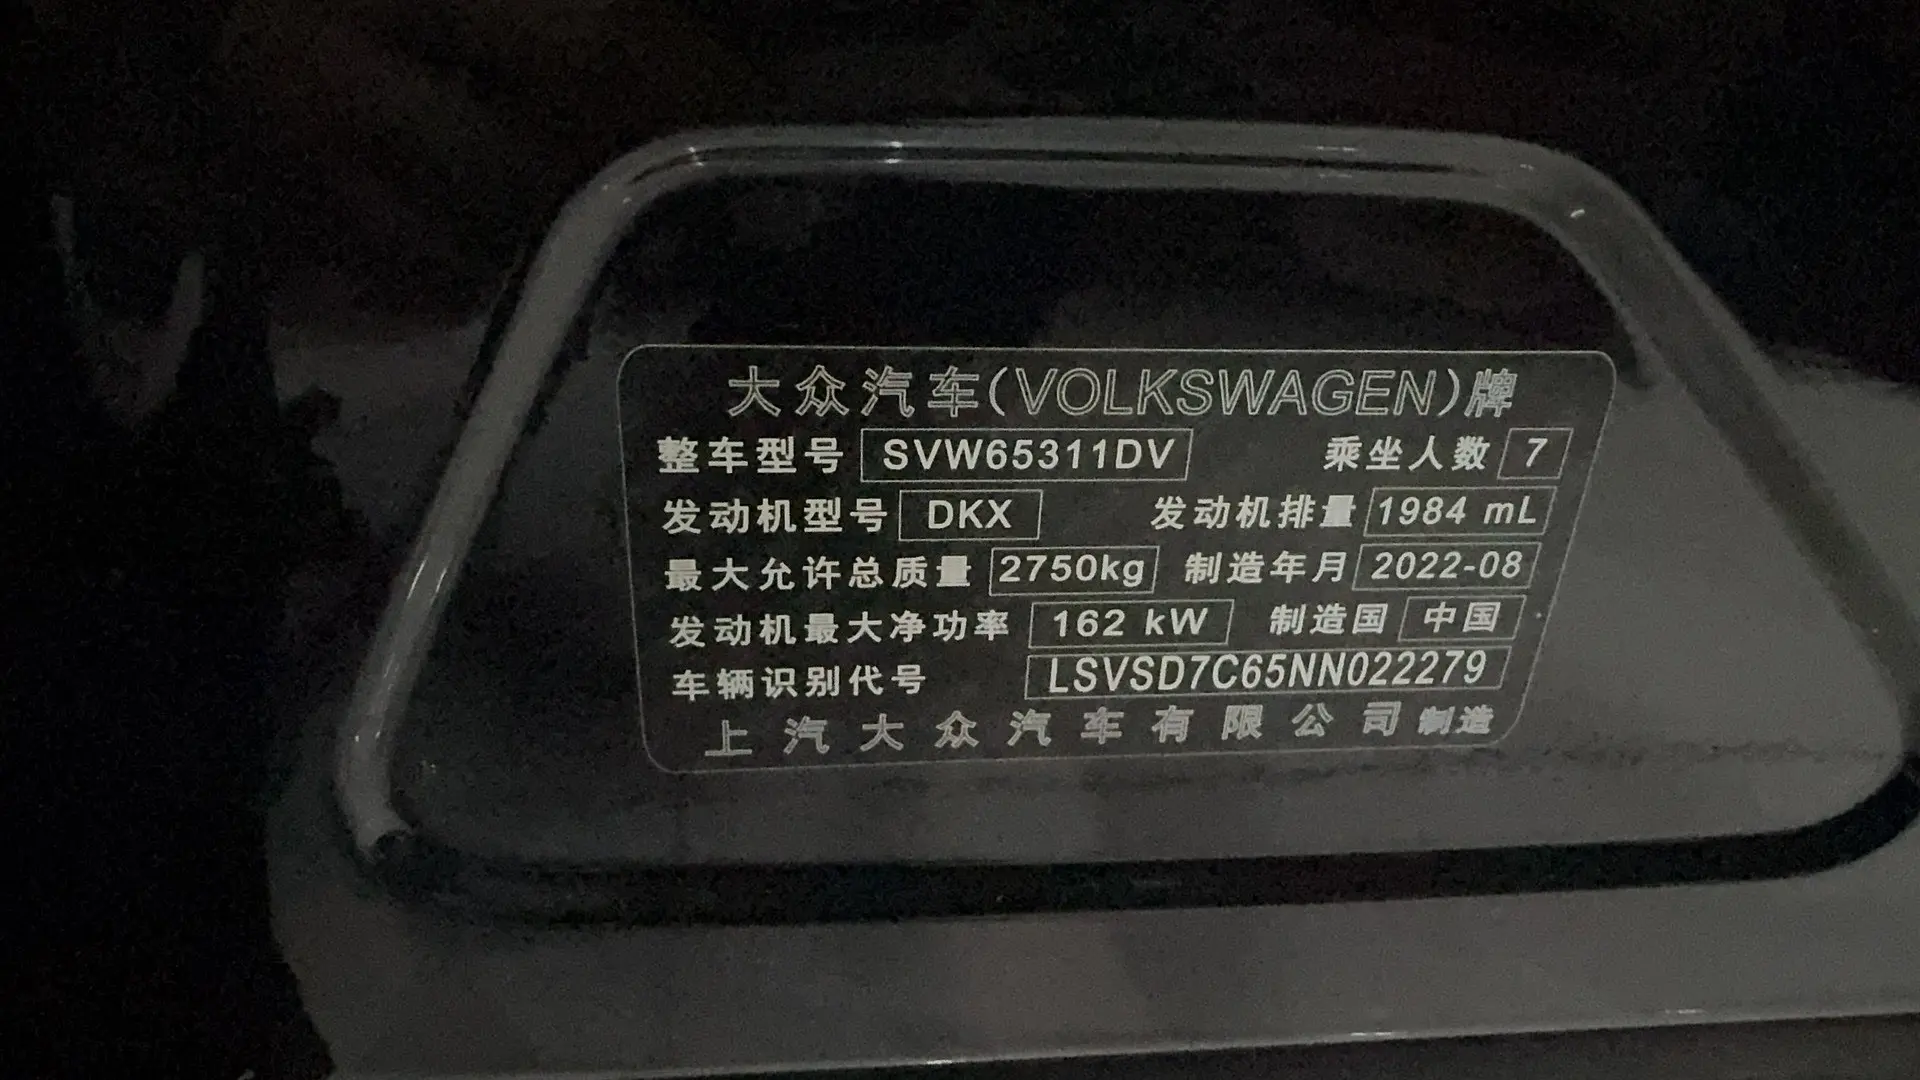 大众汽车(VOLKSWAGEN)牌
整车型号 SVW65311DV 乘坐人数 7
发动机型号 DKX 发动机排量 1984 mL
最大允许总质量 2750kg 制造年月 2022-08
发动机最大净功率 162 kW 制造国 中国
车辆识别代号 LSVSD7C65NN022279
上汽大众汽车有限公司制造